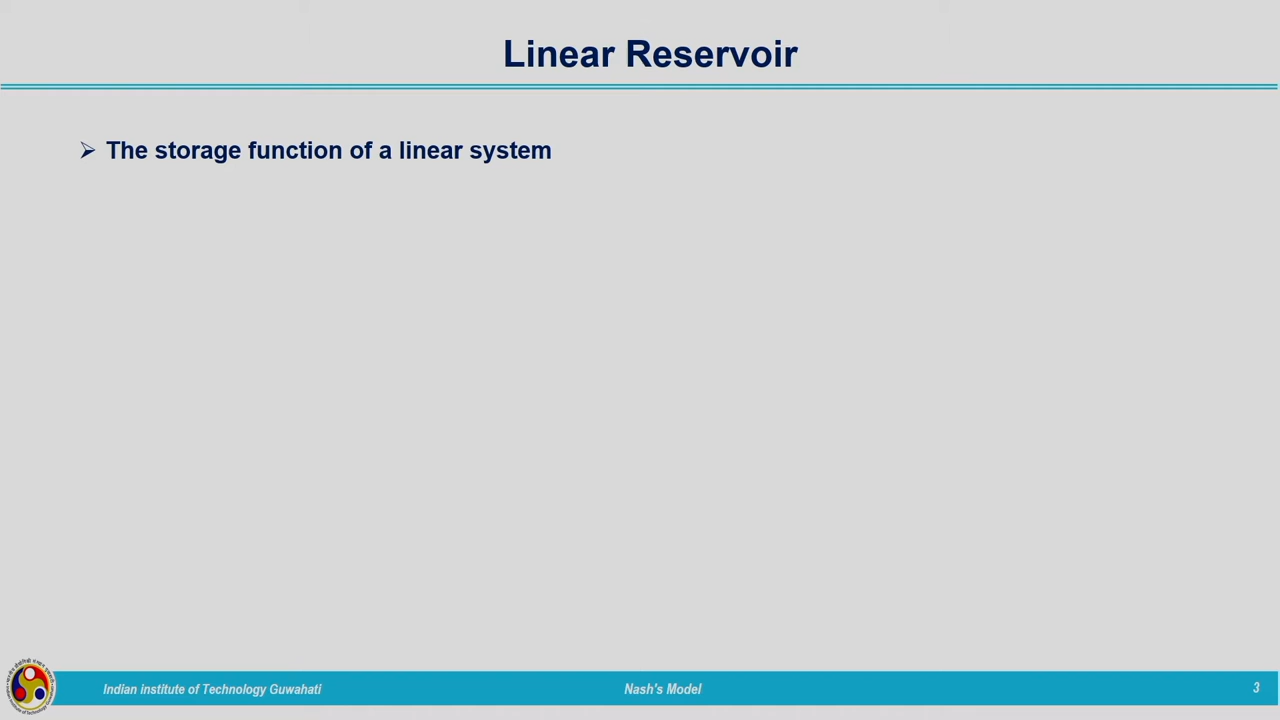 Linear Reservoir
➢ The storage function of a linear system
Indian institute of Technology Guwahati
Nash's Model
3